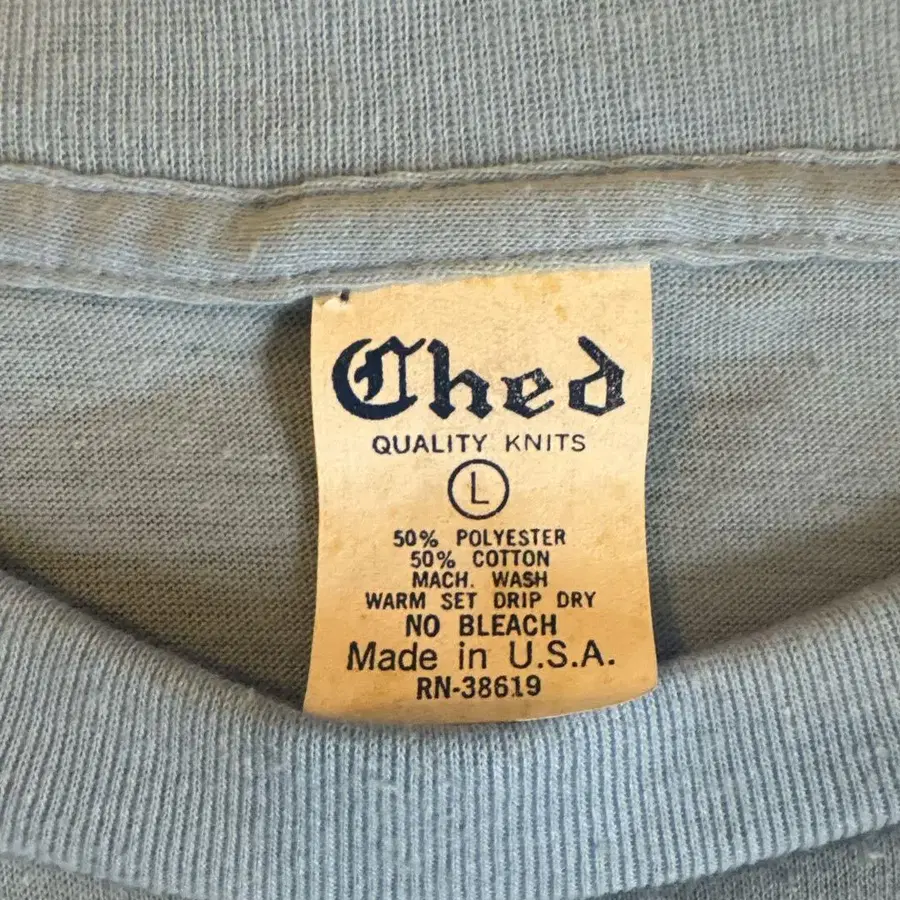 Ched
QUALITY KNITS
L
50% POLYESTER
50% COTTON
MACH. WASH
WARM SET DRIP DRY
NO BLEACH
Made in U.S.A.
RN-38619